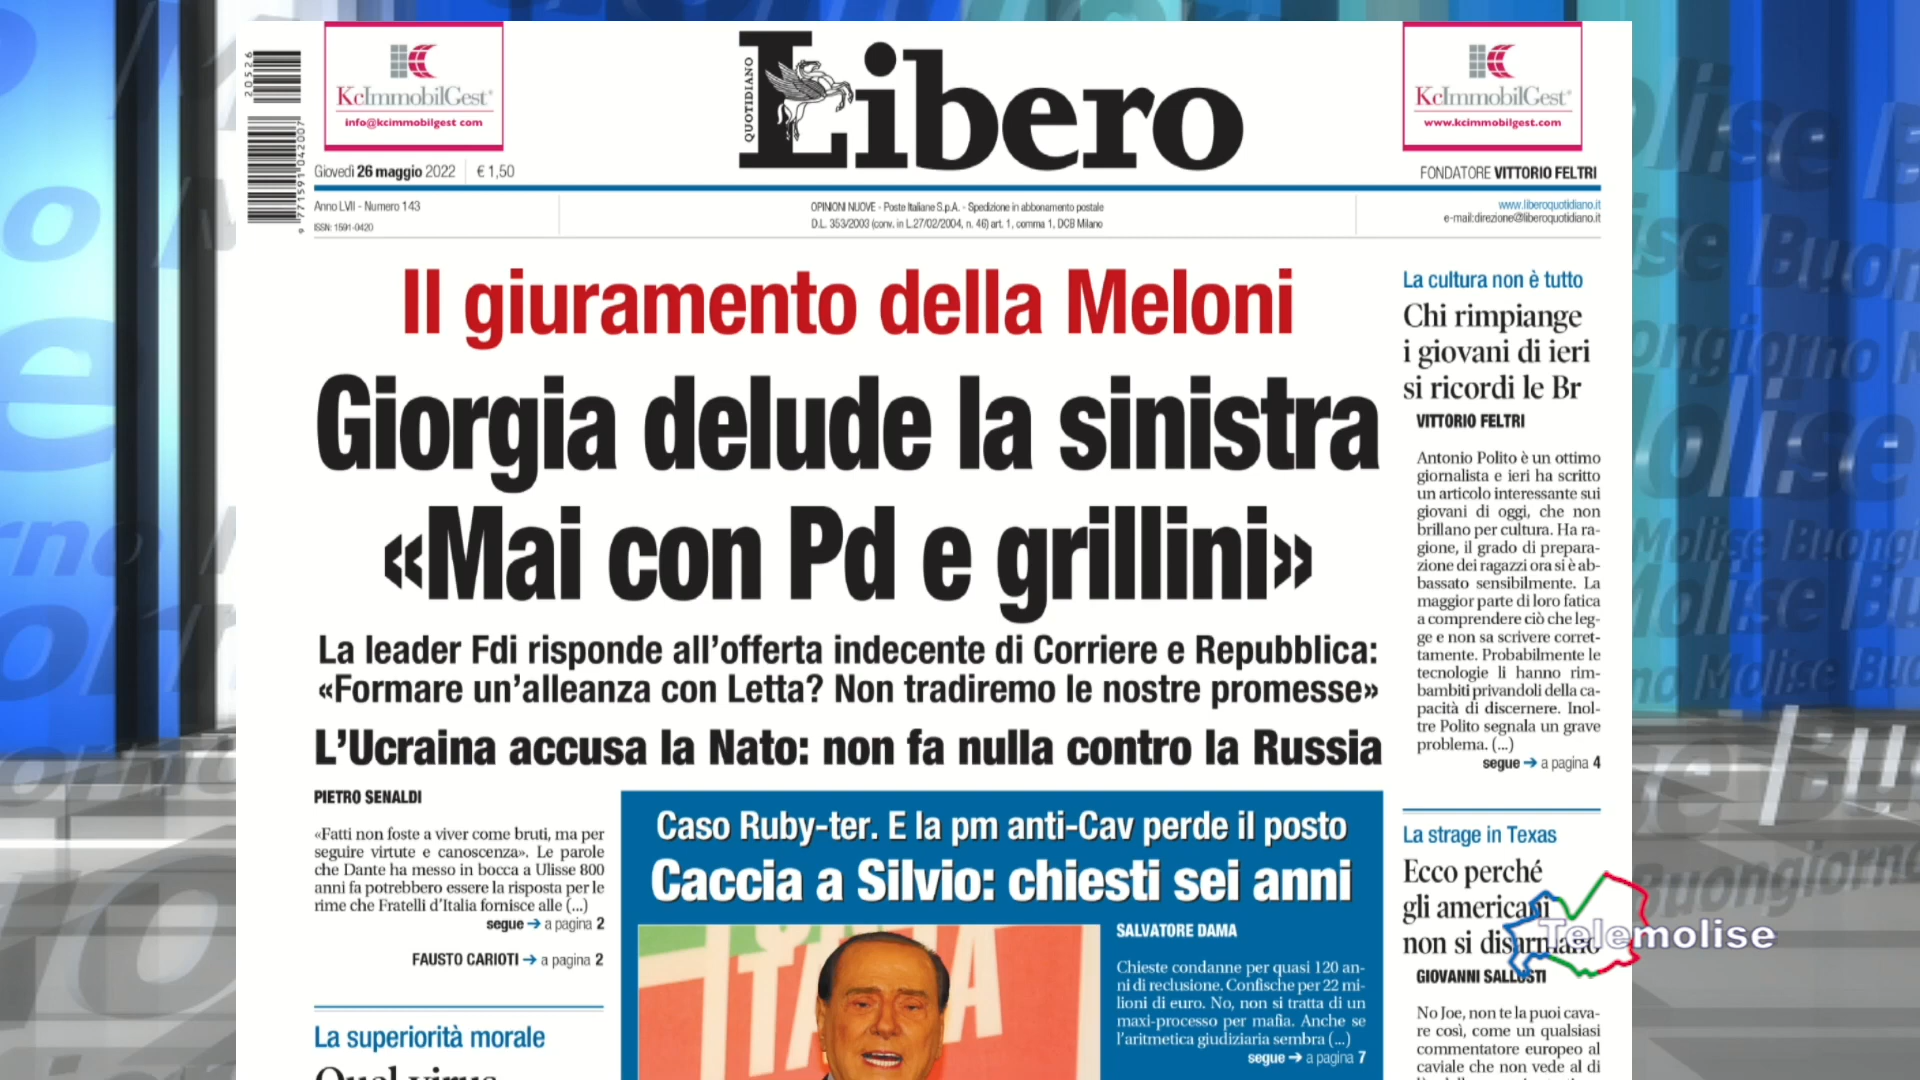 KcImmobilGest
info@kcimmobilgest com
20526
9 771591 042007
QUOTIDIANO
Libero
KcImmobilGest
www.kcimmobilgest.com
Giovedì 26 maggio 2022
€ 1,50
FONDATORE VITTORIO FELTRI
Anno LVII - Numero 143
ISSN: 1591-0420
OPINIONI NUOVE - Poste Italiane S.p.A. - Spedizione in abbonamento postale
D.L. 353/2003 (conv. in L.27/02/2004, n. 46) art. 1, comma 1, DCB Milano
www.liberoquotidiano.it
e-mail:direzione@liberoquotidiano.it
Il giuramento della Meloni
Giorgia delude la sinistra
«Mai con Pd e grillini»
La leader Fdi risponde all'offerta indecente di Corriere e Repubblica:
«Formare un'alleanza con Letta? Non tradiremo le nostre promesse»
L'Ucraina accusa la Nato: non fa nulla contro la Russia
PIETRO SENALDI
«Fatti non foste a viver come bruti, ma per
seguire virtute e canoscenza». Le parole
che Dante ha messo in bocca a Ulisse 800
anni fa potrebbero essere la risposta per le
rime che Fratelli d'Italia fornisce alle (...)
segue ➔ a pagina 2
FAUSTO CARIOTI ➔ a pagina 2
La superiorità morale
Quel virus
Caso Ruby-ter. E la pm anti-Cav perde il posto
Caccia a Silvio: chiesti sei anni
SALVATORE DAMA
Chieste condanne per quasi 120 an-
ni di reclusione. Confische per 22 mi-
lioni di euro. No, non si tratta di un
maxi-processo per mafia. Anche se
l'aritmetica giudiziaria sembra (...)
segue ➔ a pagina 7
La cultura non è tutto
Chi rimpiange
i giovani di ieri
si ricordi le Br
VITTORIO FELTRI
Antonio Polito è un ottimo
giornalista e ieri ha scritto
un articolo interessante sui
giovani di oggi, che non
brillano per cultura. Ha ra-
gione, il grado di prepara-
zione dei ragazzi ora si è ab-
bassato sensibilmente. La
maggior parte di loro fatica
a comprendere ciò che leg-
ge e non sa scrivere corret-
tamente. Probabilmente le
tecnologie li hanno rim-
bambiti privandoli della ca-
pacità di discernere. Inol-
tre Polito segnala un grave
problema. (...)
segue ➔ a pagina 4
La strage in Texas
Ecco perché
gli americani
non si disarmano
GIOVANNI SALLUSTI
No Joe, non te la puoi cava-
re così, come un qualsiasi
commentatore europeo al
caviale che non vede al di
Telemolise